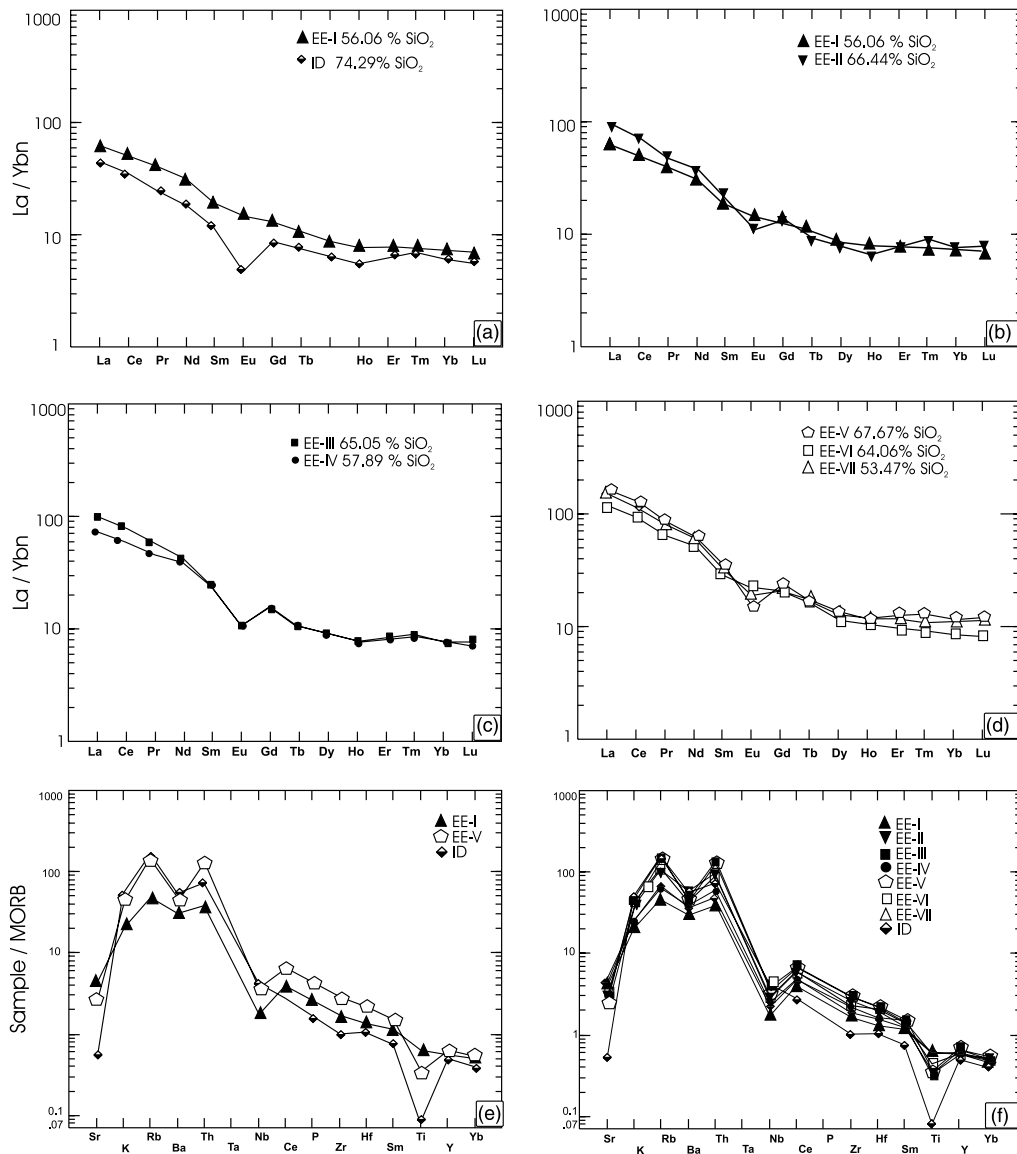 1000
100
10
1
La / Ybn
EE-I 56.06 % SiO2
ID 74.29% SiO2
La Ce Pr Nd Sm Eu Gd Tb Ho Er Tm Yb Lu
(a)
1000
100
10
1
EE-I 56.06 % SiO2
EE-II 66.44% SiO2
La Ce Pr Nd Sm Eu Gd Tb Dy Ho Er Tm Yb Lu
(b)
1000
100
10
1
La / Ybn
EE-III 65.05 % SiO2
EE-IV 57.89 % SiO2
La Ce Pr Nd Sm Eu Gd Tb Dy Ho Er Tm Yb Lu
(c)
1000
100
10
1
EE-V 67.67% SiO2
EE-VI 64.06% SiO2
EE-VII 53.47% SiO2
La Ce Pr Nd Sm Eu Gd Tb Dy Ho Er Tm Yb Lu
(d)
1000
100
10
1
0.1
.07
Sample / MORB
EE-I
EE-V
ID
Sr K Rb Ba Th Ta Nb Ce P Zr Hf Sm Ti Y Yb
(e)
1000
100
10
1
0.1
.07
EE-I
EE-II
EE-III
EE-IV
EE-V
EE-VI
EE-VII
ID
Sr K Rb Ba Th Ta Nb Ce P Zr Hf Sm Ti Y Yb
(f)